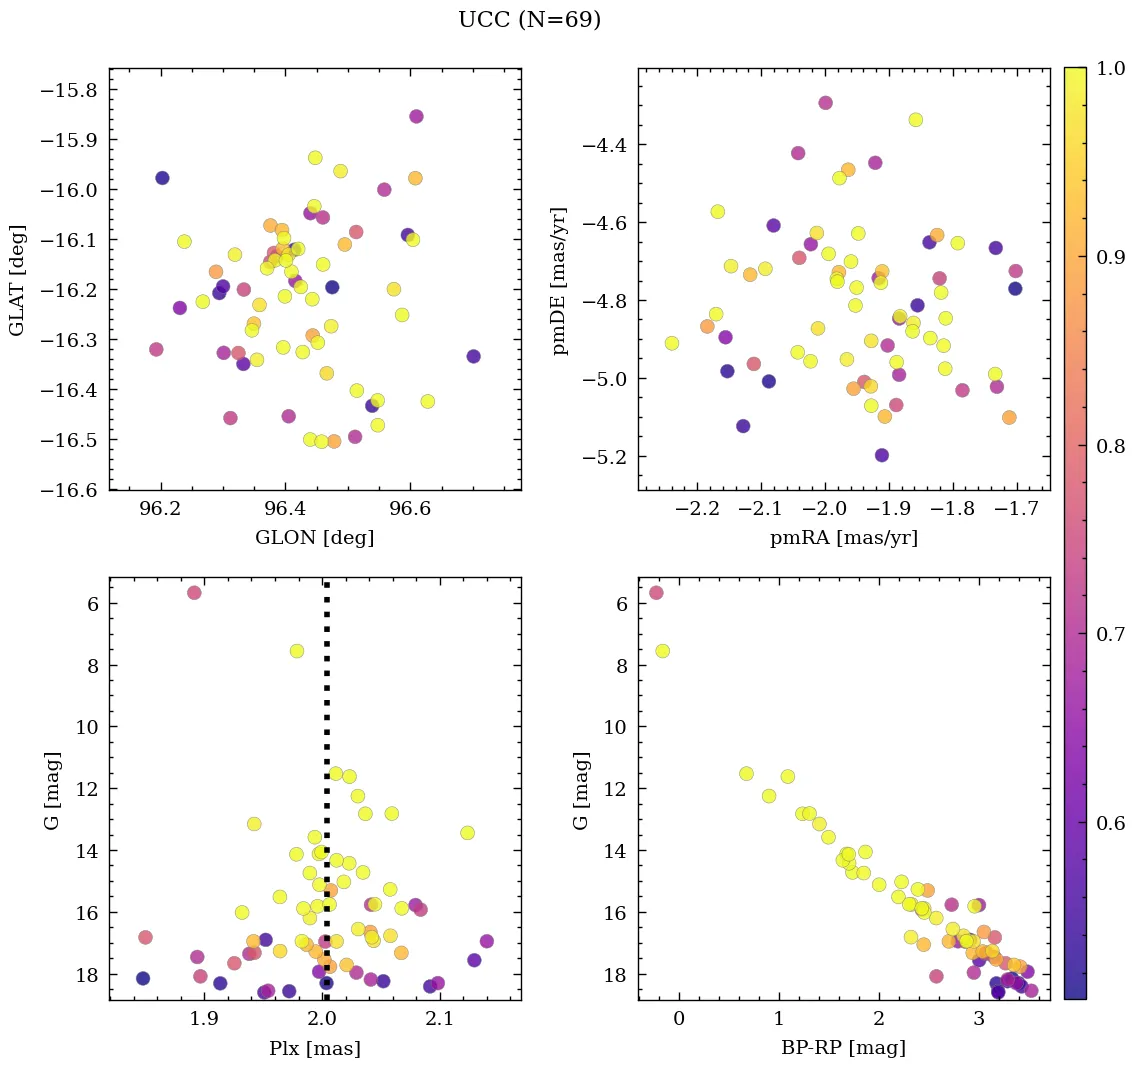 UCC (N=69)
−15.8
−15.9
−16.0
−16.1
−16.2
−16.3
−16.4
−16.5
−16.6
GLAT [deg]
96.2 96.4 96.6
GLON [deg]
−4.4
−4.6
−4.8
−5.0
−5.2
pmDE [mas/yr]
−2.2 −2.1 −2.0 −1.9 −1.8 −1.7
pmRA [mas/yr]
6
8
10
12
14
16
18
G [mag]
1.9 2.0 2.1
Plx [mas]
6
8
10
12
14
16
18
G [mag]
0 1 2 3
BP-RP [mag]
1.0
0.9
0.8
0.7
0.6